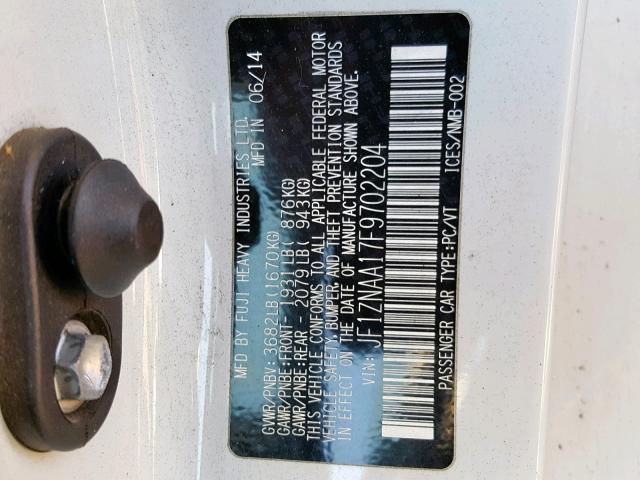 MFD BY FUJI HEAVY INDUSTRIES LTD.
MFD IN 06/14
GVWR/PNBV: 3682LB(1670KG)
GAWR/PNBE:FRONT- 1931LB( 876KG)
GAWR/PNBE:REAR - 2079LB( 943KG)
THIS VEHICLE CONFORMS TO ALL APPLICABLE FEDERAL MOTOR
VEHICLE SAFETY, BUMPER, AND THEFT PREVENTION STANDARDS
IN EFFECT ON THE DATE OF MANUFACTURE SHOWN ABOVE.
VIN: JF1ZNAA17F9702204
PASSENGER CAR TYPE:PC/VT ICES/NMB-002